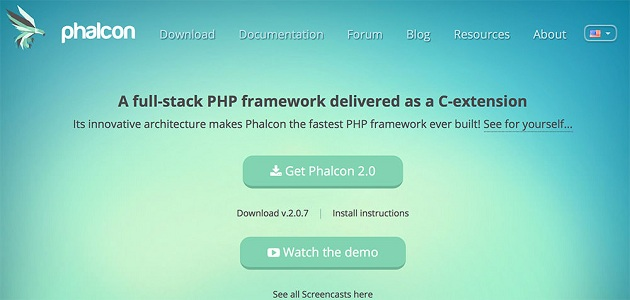 phalcon Download Documentation Forum Blog Resources About
A full-stack PHP framework delivered as a C-extension
Its innovative architecture makes Phalcon the fastest PHP framework ever built! See for yourself...
Get Phalcon 2.0
Download v.2.0.7 | Install instructions
Watch the demo
See all Screencasts here